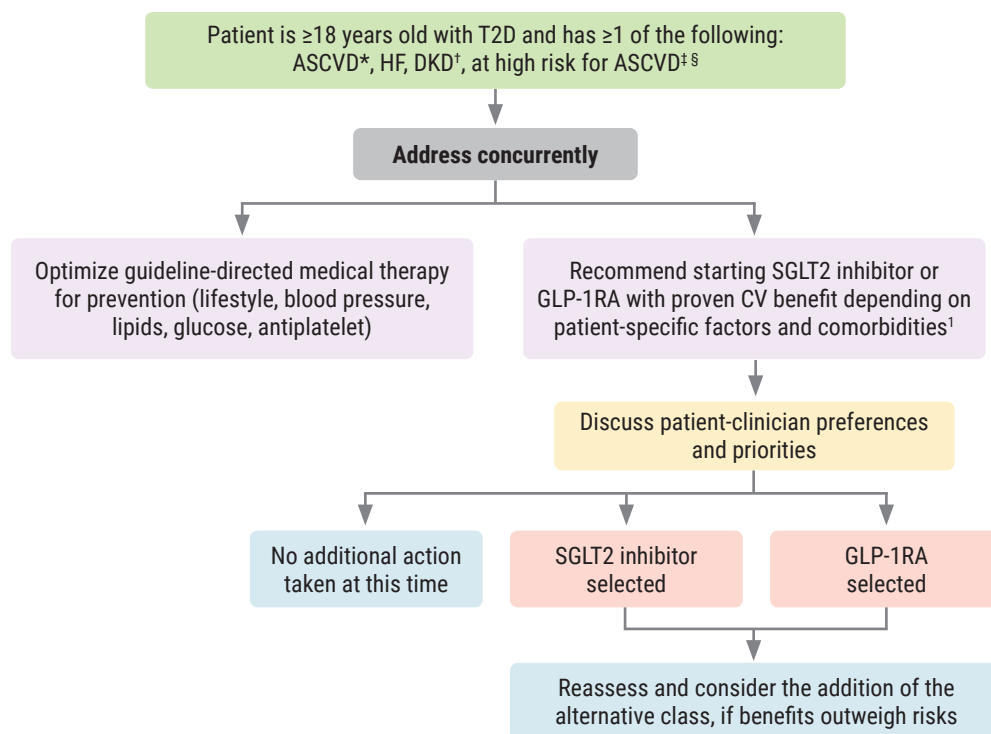 Patient is ≥18 years old with T2D and has ≥1 of the following:
ASCVD*, HF, DKD†, at high risk for ASCVD‡ §
Address concurrently
Optimize guideline-directed medical therapy
for prevention (lifestyle, blood pressure,
lipids, glucose, antiplatelet)
Recommend starting SGLT2 inhibitor or
GLP-1RA with proven CV benefit depending on
patient-specific factors and comorbidities¹
Discuss patient-clinician preferences
and priorities
No additional action
taken at this time
SGLT2 inhibitor
selected
GLP-1RA
selected
Reassess and consider the addition of the
alternative class, if benefits outweigh risks